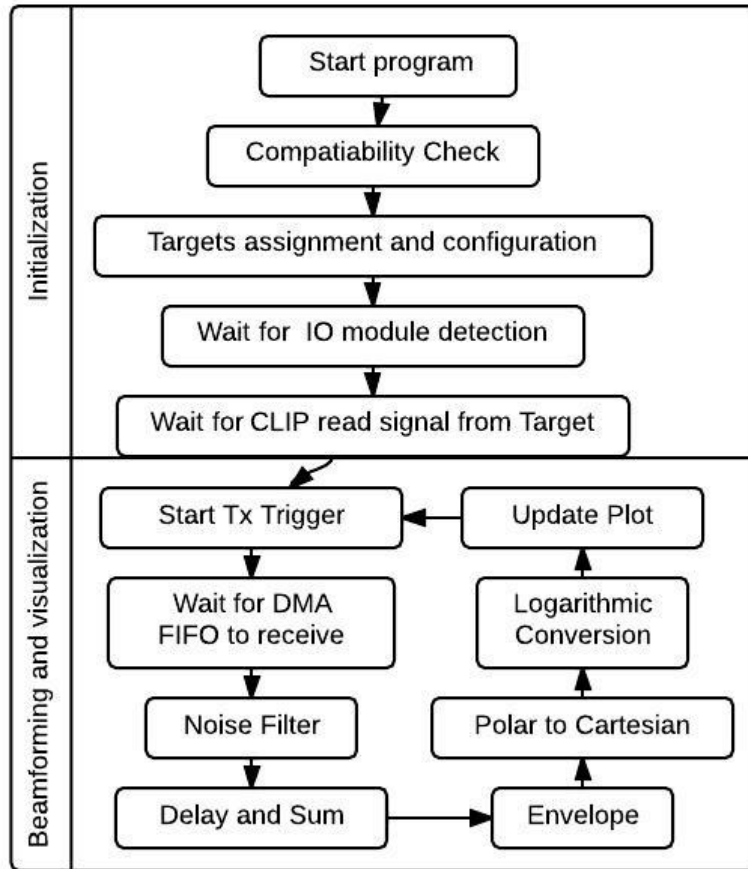 Initialization
Start program
Compatiability Check
Targets assignment and configuration
Wait for IO module detection
Wait for CLIP read signal from Target
Beamforming and visualization
Start Tx Trigger
Wait for DMA
FIFO to receive
Noise Filter
Delay and Sum
Envelope
Polar to Cartesian
Logarithmic
Conversion
Update Plot